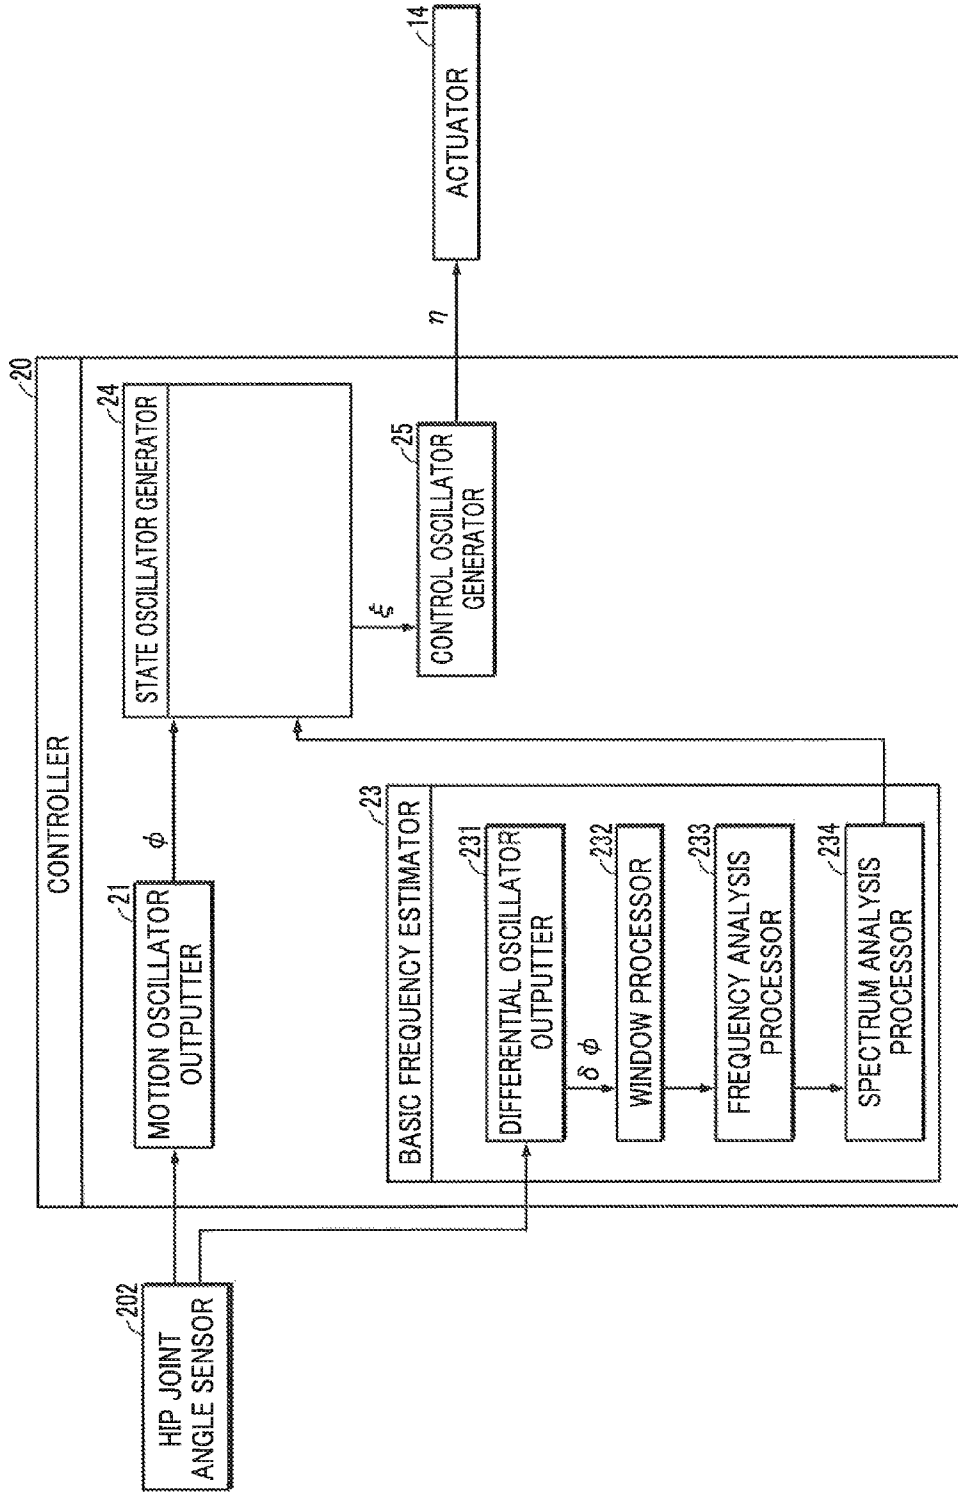 20
CONTROLLER
202
HIP JOINT
ANGLE SENSOR
21
MOTION OSCILLATOR
OUTPUTTER
ϕ
24
STATE OSCILLATOR GENERATOR
ξ
25
CONTROL OSCILLATOR
GENERATOR
η
14
ACTUATOR
23
BASIC FREQUENCY ESTIMATOR
231
DIFFERENTIAL OSCILLATOR
OUTPUTTER
δ ϕ
232
WINDOW PROCESSOR
233
FREQUENCY ANALYSIS
PROCESSOR
234
SPECTRUM ANALYSIS
PROCESSOR